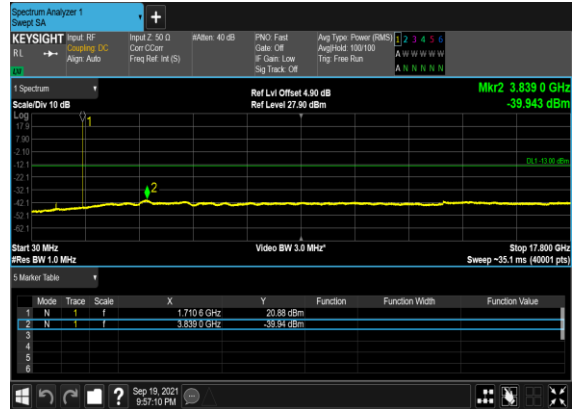 Spectrum Analyzer 1
Swept SA
+
KEYSIGHT Input: RF Input Z: 50 Ω #Atten: 40 dB PNO: Fast Avg Type: Power (RMS) 1 2 3 4 5 6
RL Coupling: DC Corr CCorr Gate: Off Avg|Hold: 100/100 A W W W W W
Align: Auto Freq Ref: Int (S) IF Gain: Low Trig: Free Run
Sig Track: Off A N N N N N
1 Spectrum Ref Lvl Offset 4.90 dB Mkr2 3.839 0 GHz
Scale/Div 10 dB Ref Level 27.90 dBm -39.943 dBm
Log
17.9
1
7.90
-2.10
-12.1
DL1 -13.00 dBm
-22.1
-32.1
2
-42.1
-52.1
-62.1
Start 30 MHz Video BW 3.0 MHz* Stop 17.800 GHz
#Res BW 1.0 MHz Sweep ~35.1 ms (40001 pts)
5 Marker Table
Mode Trace Scale X Y Function Function Width Function Value
1 N 1 f 1.710 6 GHz 20.88 dBm
2 N 1 f 3.839 0 GHz -39.94 dBm
3
4
5
6
? Sep 19, 2021
9:57:10 PM